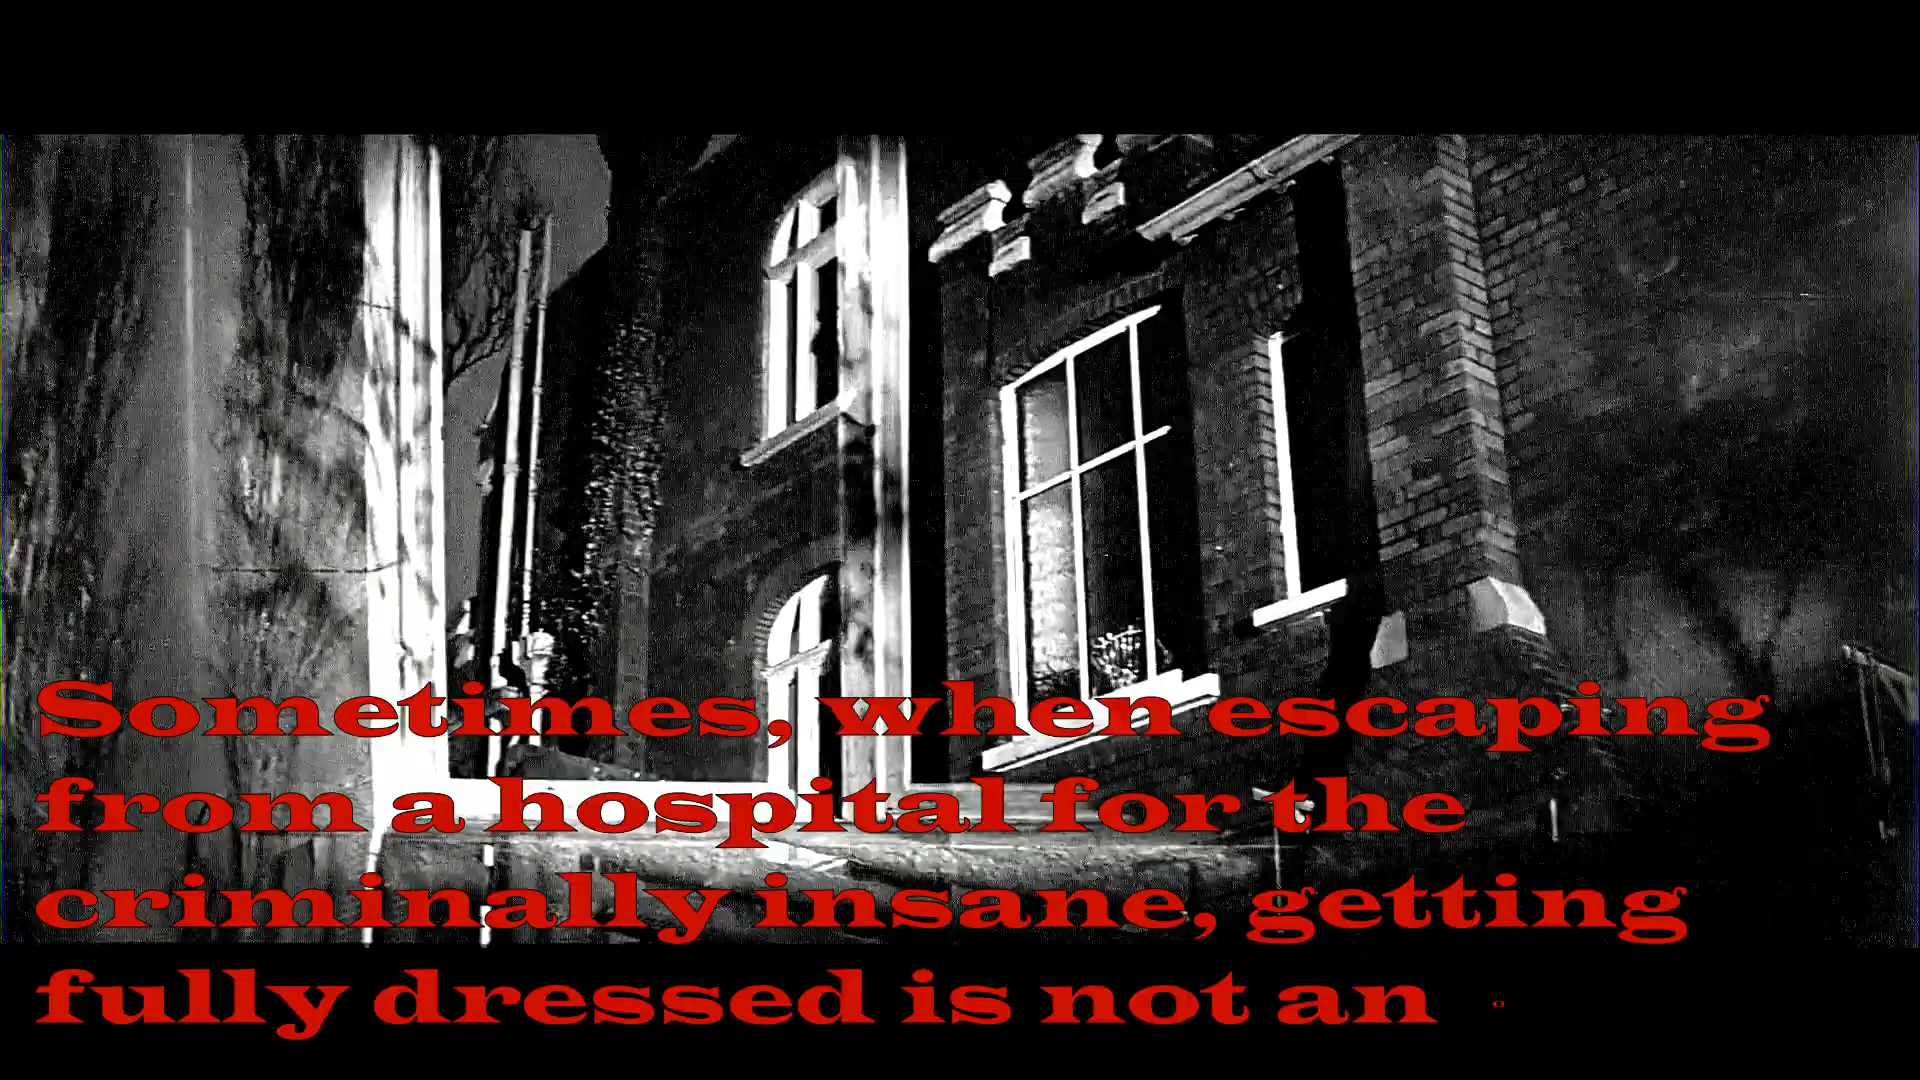 Sometimes, when escaping
from a hospital for the
criminally insane, getting
fully dressed is not an o